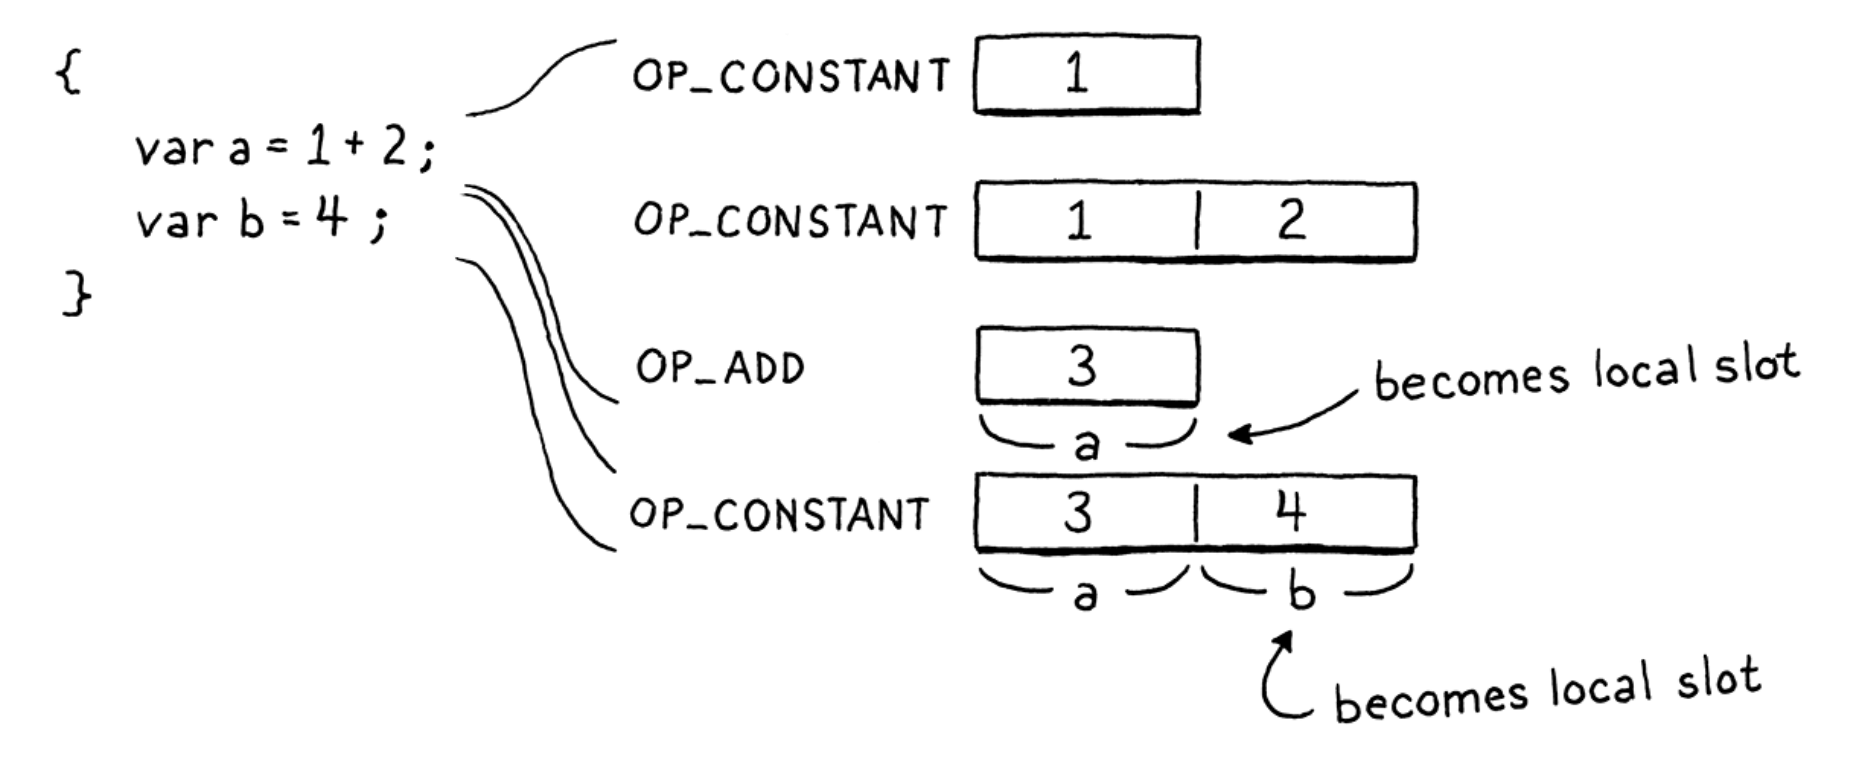 {
var a = 1 + 2 ;
var b = 4 ;
}
OP_CONSTANT 1
OP_CONSTANT 1 2
OP_ADD 3
a
becomes local slot
OP_CONSTANT 3 4
a b
becomes local slot